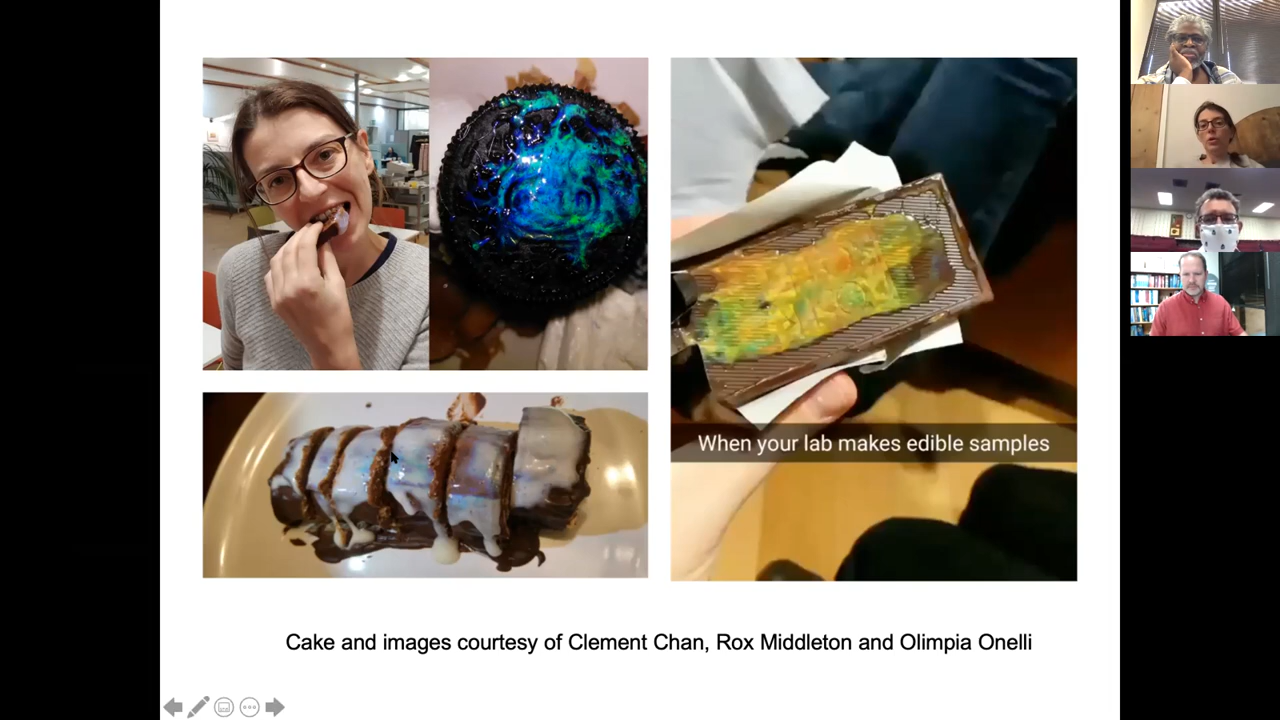 When your lab makes edible samples
Cake and images courtesy of Clement Chan, Rox Middleton and Olimpia Onelli